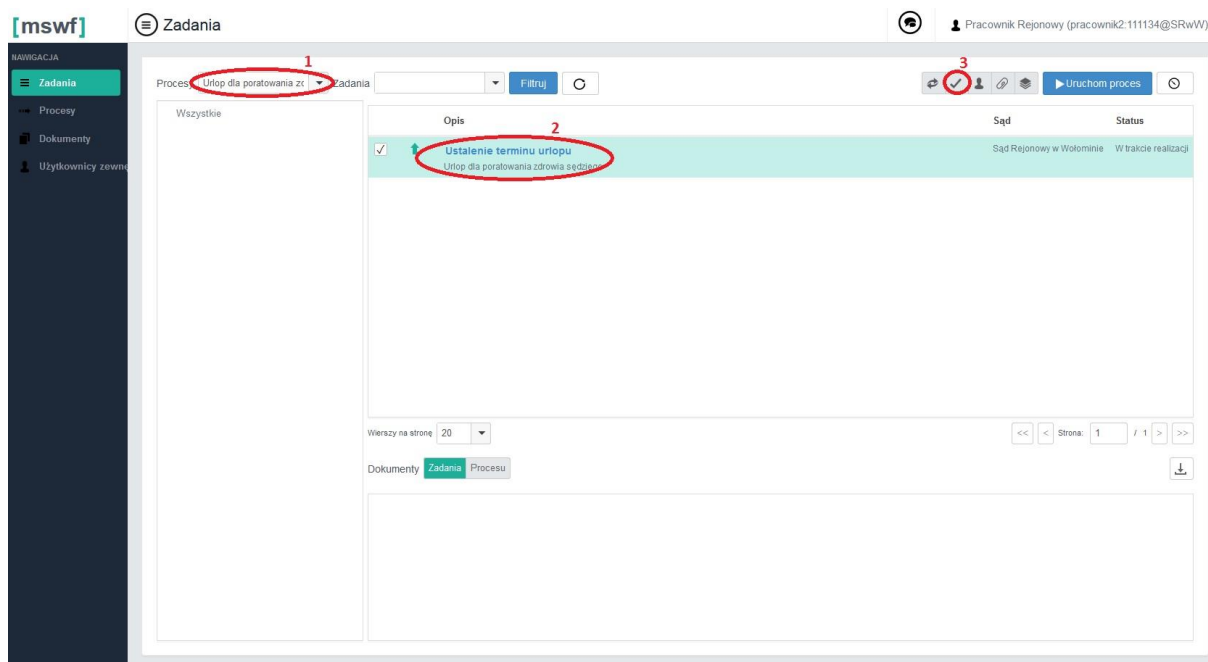 [mswf]
Zadania
Pracownik Rejonowy (pracownik2:111134@SRwW)
NAWIGACJA
Zadania
Procesy
Dokumenty
Użytkownicy zewnę
1
Procesy Urlop dla poratowania zc Zadania Filtruj
3
Uruchom proces
Wszystkie
Opis Sąd Status
2
Ustalenie terminu urlopu
Urlop dla poratowania zdrowia sędziego
Sąd Rejonowy w Wołominie W trakcie realizacji
Wierszy na stronę 20
<< < Strona: 1 / 1 > >>
Dokumenty Zadania Procesu